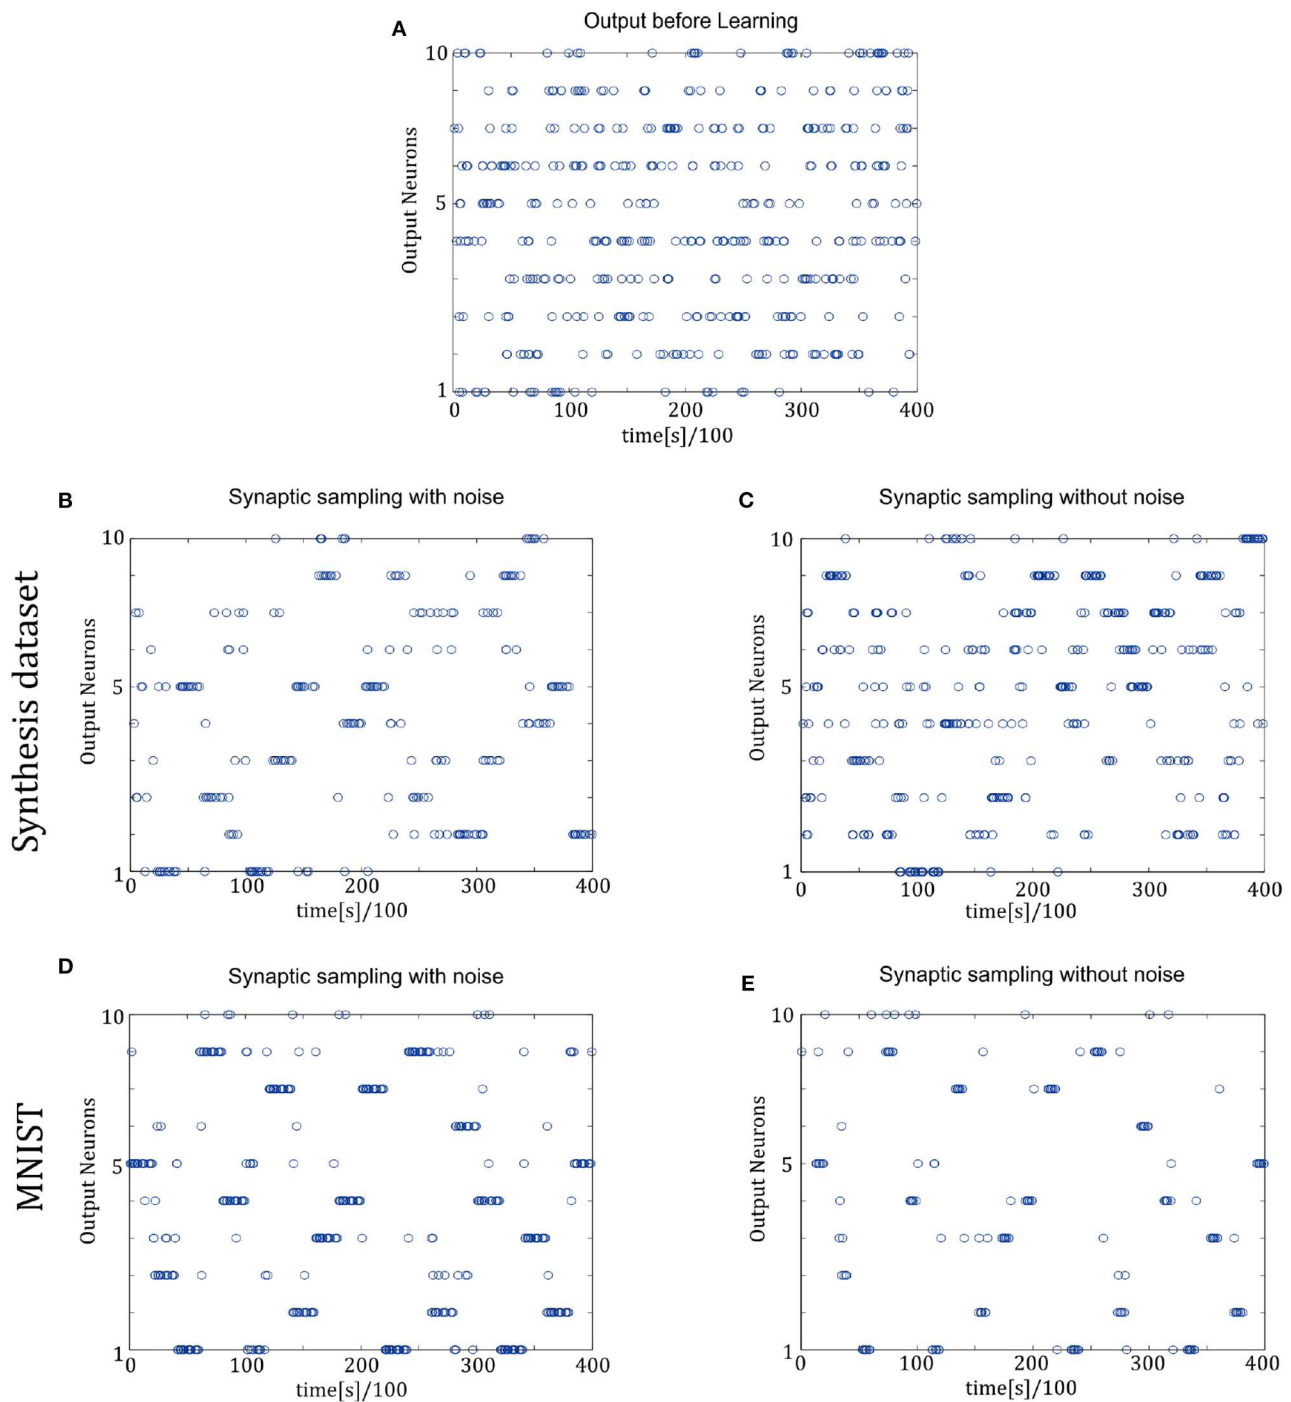 A
Output before Learning
10
5
1
Output Neurons
0 100 200 300 400
time[s]/100
Synthesis dataset
B
Synaptic sampling with noise
10
5
1
Output Neurons
0 100 200 300 400
time[s]/100
C
Synaptic sampling without noise
10
5
1
Output Neurons
0 100 200 300 400
time[s]/100
MNIST
D
Synaptic sampling with noise
10
5
1
Output Neurons
0 100 200 300 400
time[s]/100
E
Synaptic sampling without noise
10
5
1
Output Neurons
0 100 200 300 400
time[s]/100